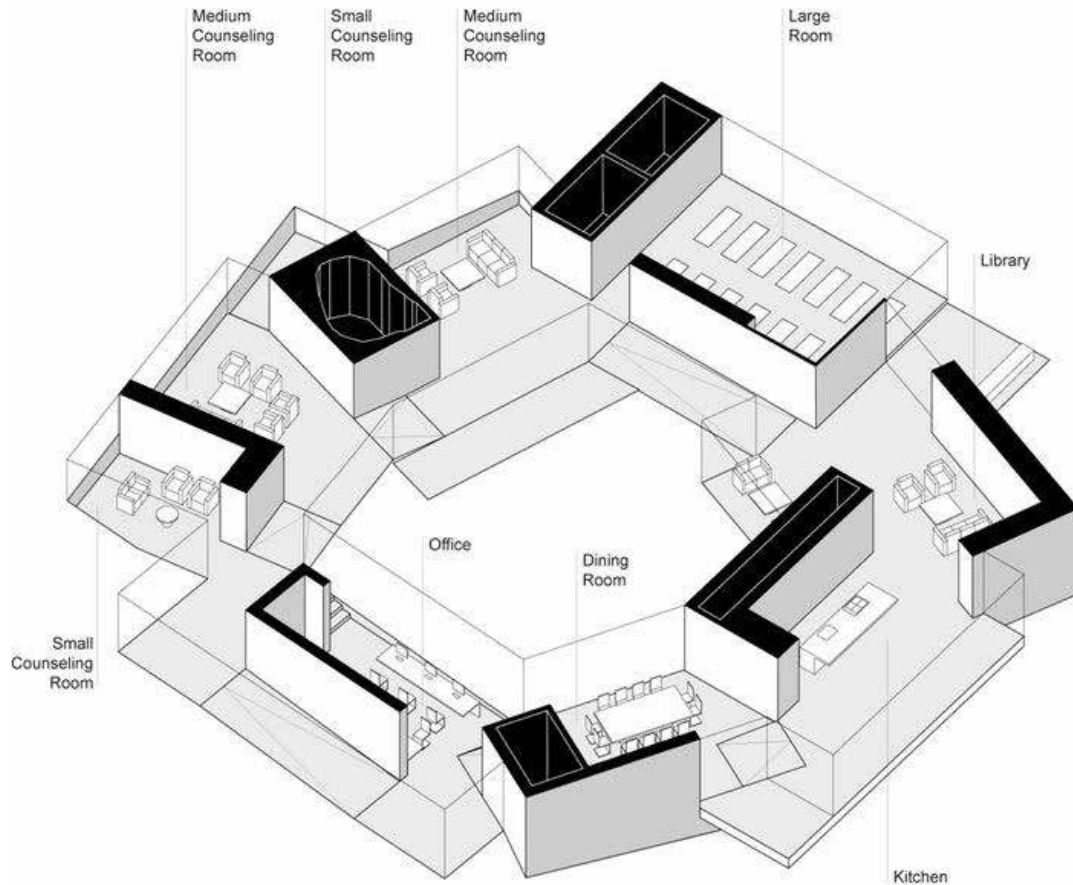 Medium
Counseling
Room
Small
Counseling
Room
Medium
Counseling
Room
Large
Room
Library
Office
Dining
Room
Small
Counseling
Room
Kitchen